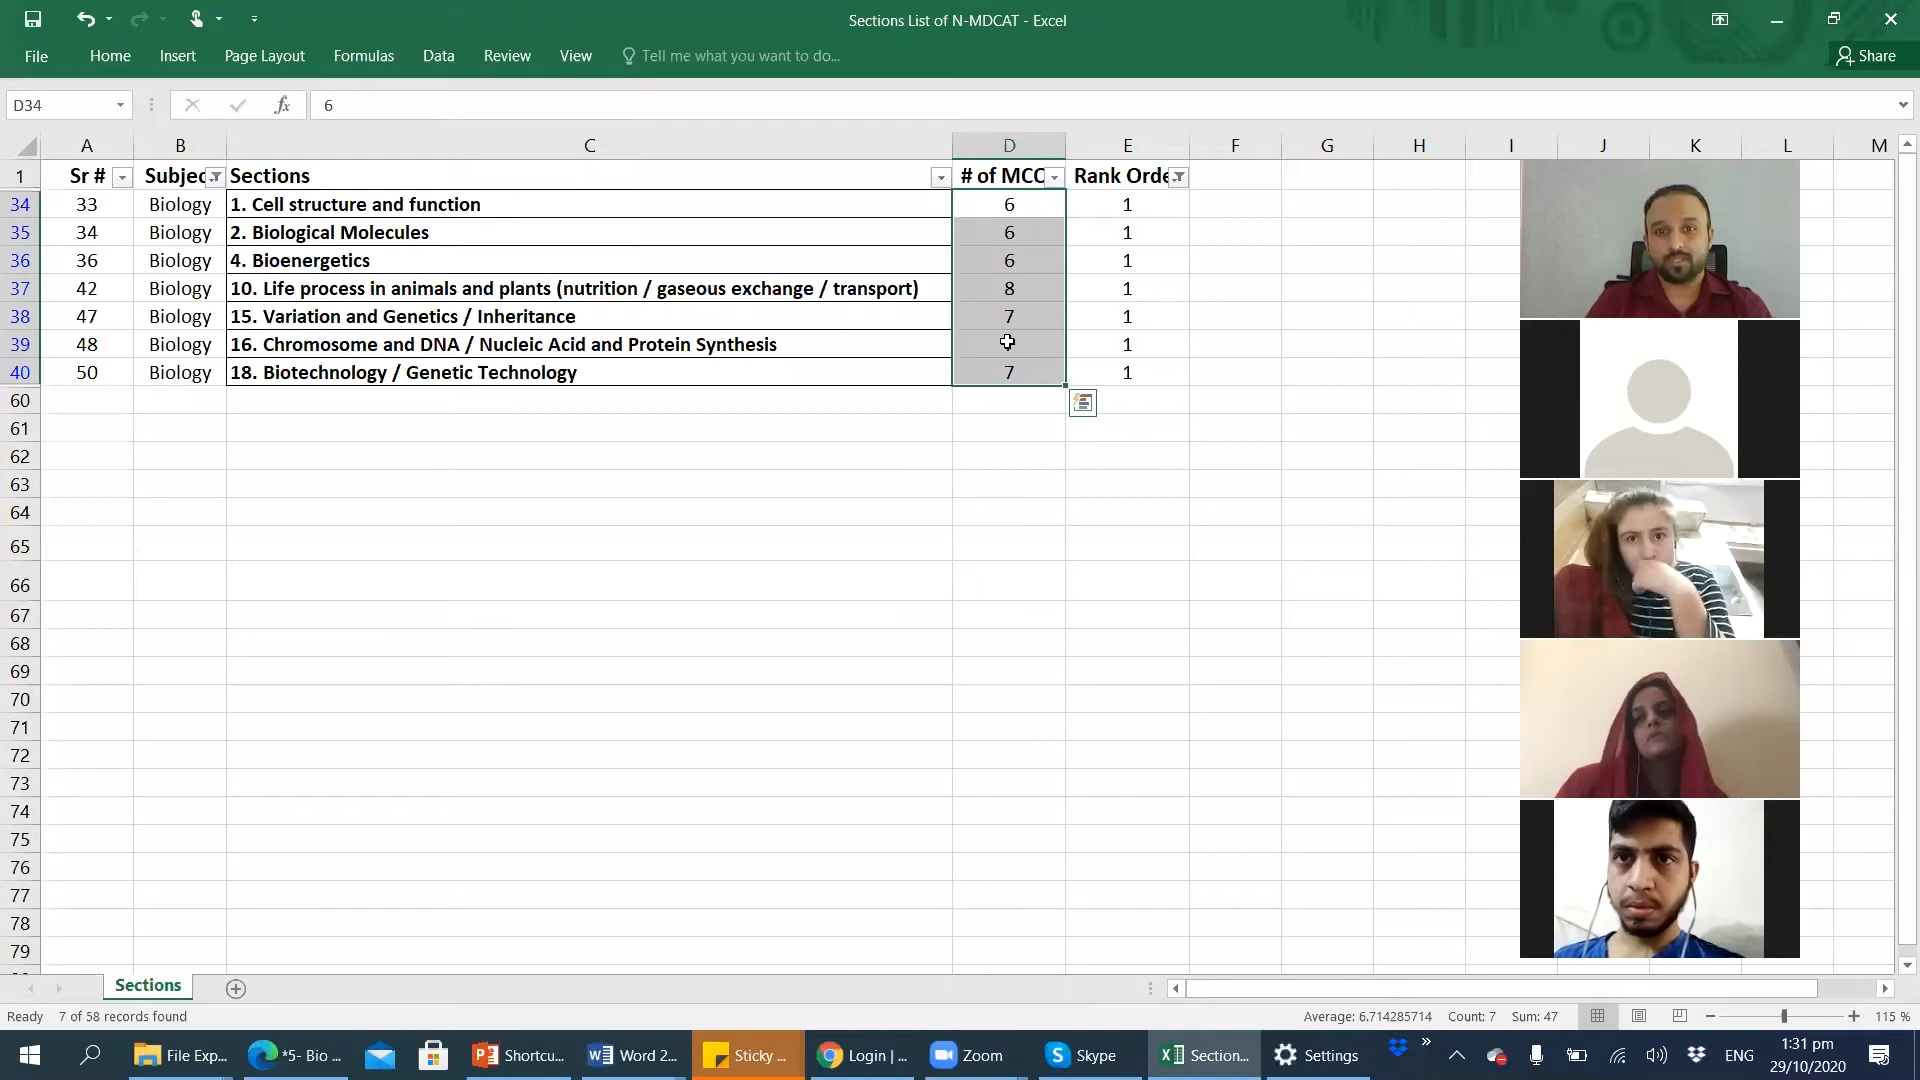 Sections List of N-MDCAT - Excel
File Home Insert Page Layout Formulas Data Review View Tell me what you want to do... Share
D34 fx 6
A B C D E F G H I J K L M
1 Sr # Subjec Sections # of MCC Rank Orde
34 33 Biology 1. Cell structure and function 6 1
35 34 Biology 2. Biological Molecules 6 1
36 36 Biology 4. Bioenergetics 6 1
37 42 Biology 10. Life process in animals and plants (nutrition / gaseous exchange / transport) 8 1
38 47 Biology 15. Variation and Genetics / Inheritance 7 1
39 48 Biology 16. Chromosome and DNA / Nucleic Acid and Protein Synthesis 1
40 50 Biology 18. Biotechnology / Genetic Technology 7 1
60
61
62
63
64
65
66
67
68
69
70
71
72
73
74
75
76
77
78
79
Sections
Ready 7 of 58 records found Average: 6.714285714 Count: 7 Sum: 47 115 %
File Exp... *5- Bio ... Shortcu... Word 2... Sticky ... Login | ... Zoom Skype Section... Settings ENG 1:31 pm
29/10/2020